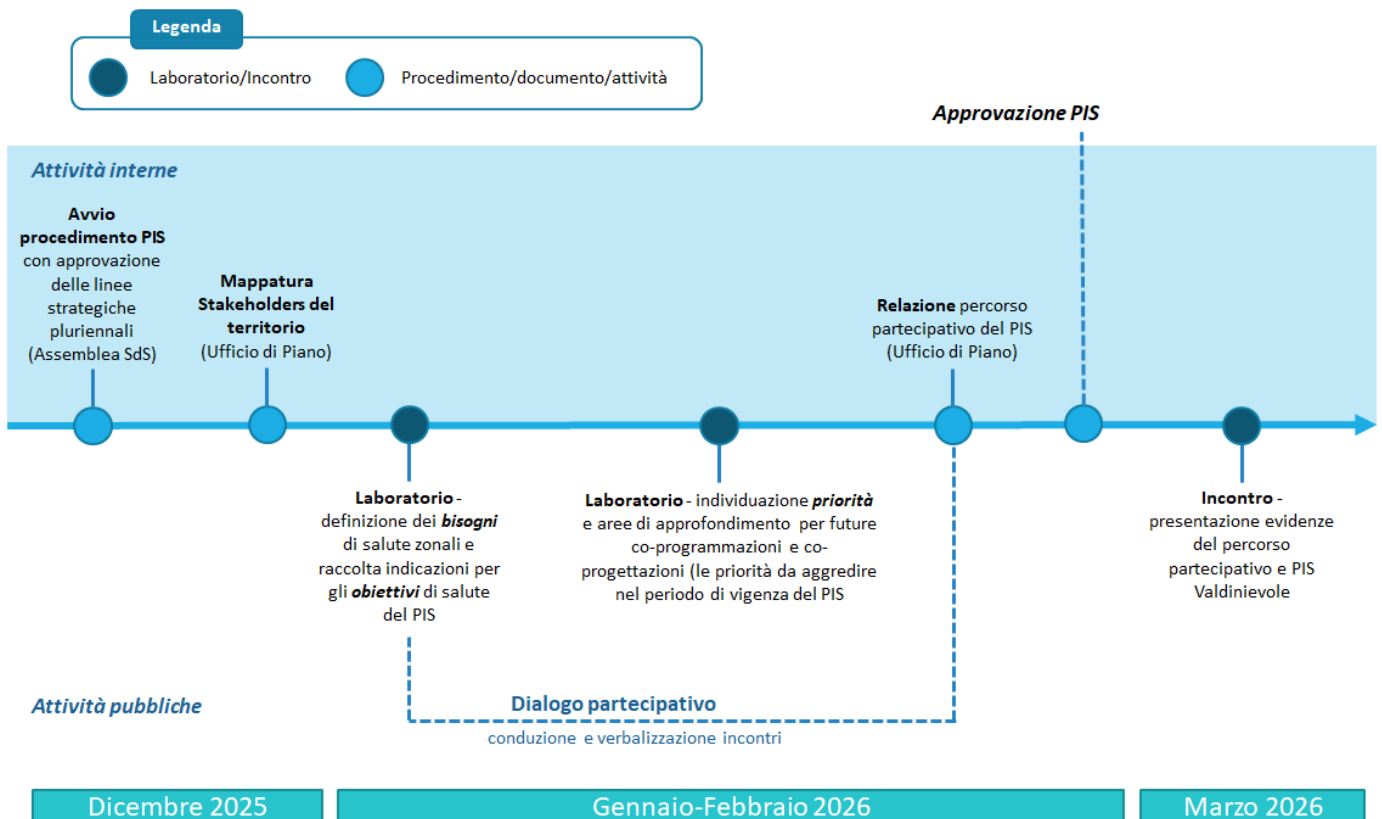 Legenda
Laboratorio/Incontro
Procedimento/documento/attività
Approvazione PIS
Attività interne
Avvio
procedimento PIS
con approvazione
delle linee
strategiche
pluriennali
(Assemblea SdS)
Mappatura
Stakeholders del
territorio
(Ufficio di Piano)
Relazione percorso
partecipativo del PIS
(Ufficio di Piano)
Laboratorio -
definizione dei bisogni
di salute zonali e
raccolta indicazioni per
gli obiettivi di salute
del PIS
Laboratorio - individuazione priorità
e aree di approfondimento per future
co-programmazioni e co-
progettazioni (le priorità da aggredire
nel periodo di vigenza del PIS
Incontro -
presentazione evidenze
del percorso
partecipativo e PIS
Valdinievole
Attività pubbliche
Dialogo partecipativo
conduzione e verbalizzazione incontri
Dicembre 2025
Gennaio-Febbraio 2026
Marzo 2026